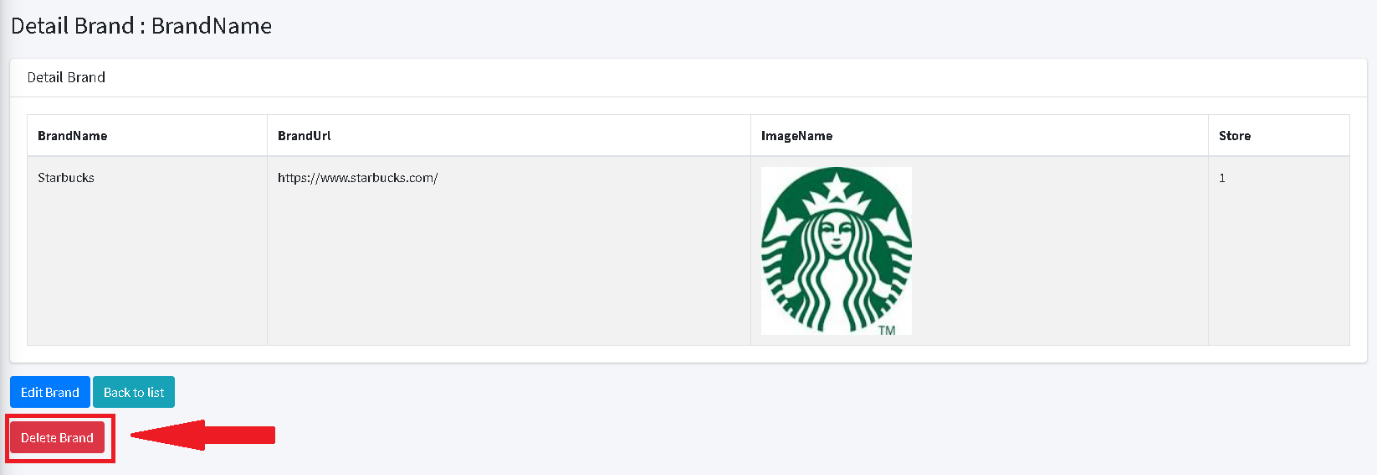 Detail Brand : BrandName
Detail Brand
BrandName BrandUrl ImageName Store
Starbucks https://www.starbucks.com/ 1
TM
Edit Brand Back to list
Delete Brand